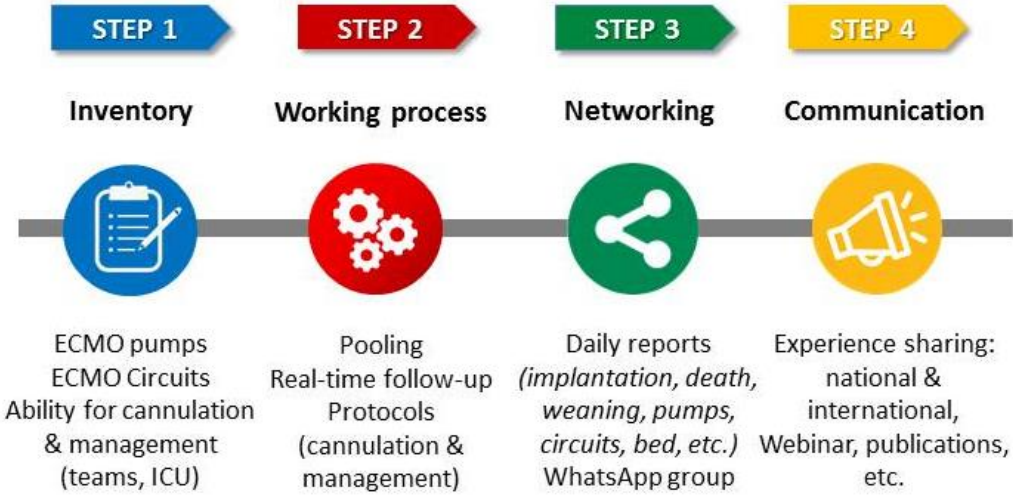 STEP 1
STEP 2
STEP 3
STEP 4
Inventory
Working process
Networking
Communication
ECMO pumps
ECMO Circuits
Ability for cannulation
& management
(teams, ICU)
Pooling
Real-time follow-up
Protocols
(cannulation &
management)
Daily reports
(implantation, death,
weaning, pumps,
circuits, bed, etc.)
WhatsApp group
Experience sharing:
national &
international,
Webinar, publications,
etc.